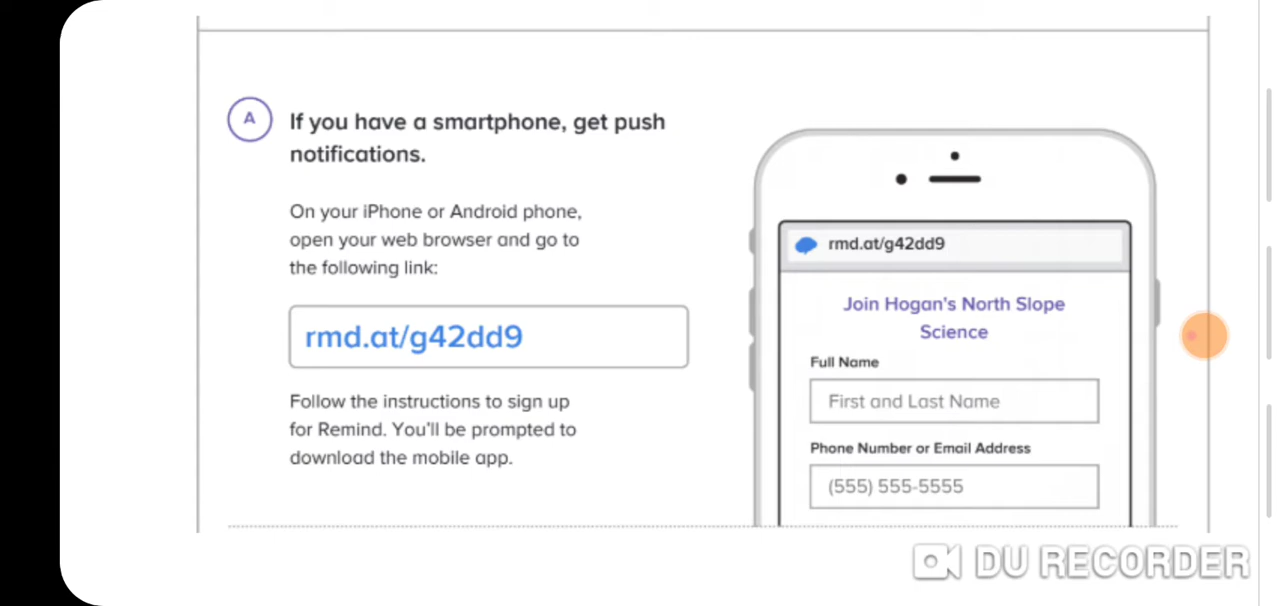 A
If you have a smartphone, get push
notifications.
On your iPhone or Android phone,
open your web browser and go to
the following link:
rmd.at/g42dd9
Follow the instructions to sign up
for Remind. You'll be prompted to
download the mobile app.
rmd.at/g42dd9
Join Hogan's North Slope
Science
Full Name
First and Last Name
Phone Number or Email Address
(555) 555-5555
DU RECORDER